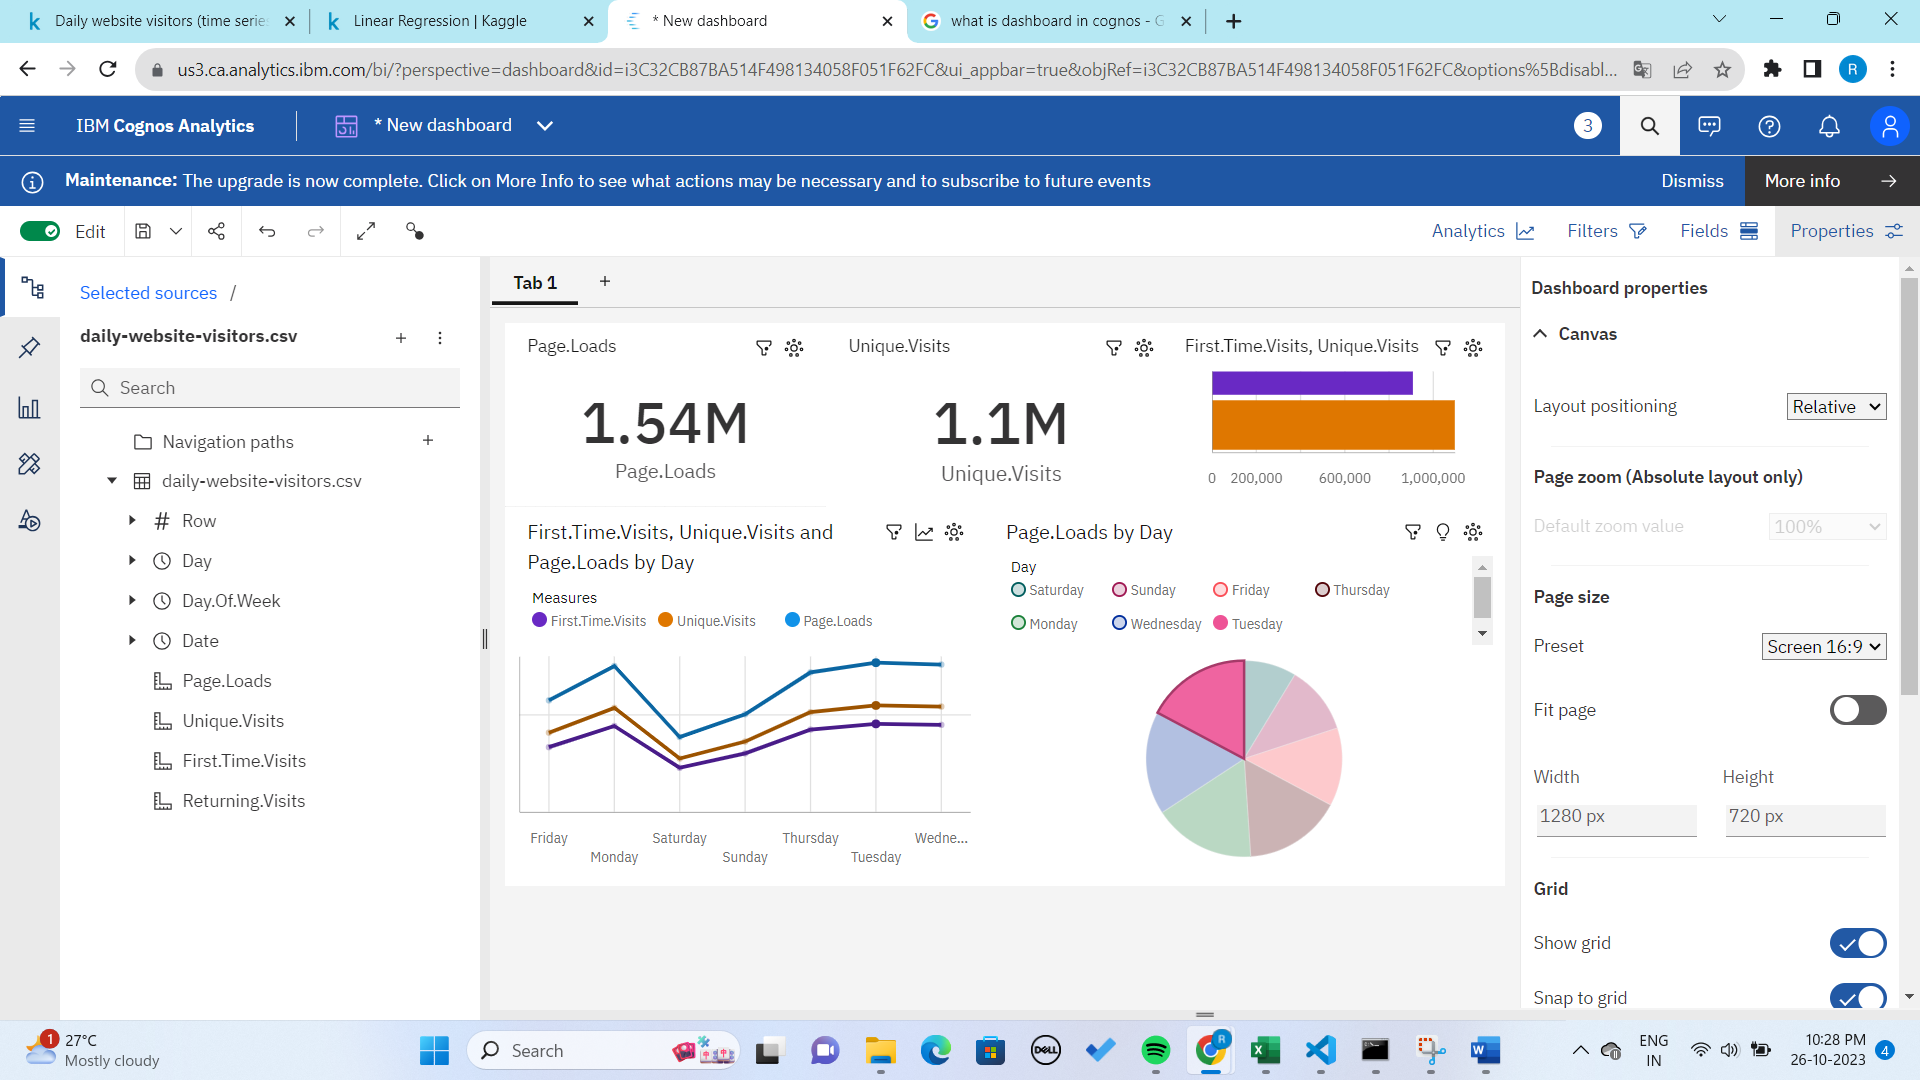 Daily website visitors (time serie
Linear Regression | Kaggle
* New dashboard
what is dashboard in cognos - G
us3.ca.analytics.ibm.com/bi/?perspective=dashboard&id=i3C32CB87BA514F498134058F051F62FC&ui_appbar=true&objRef=i3C32CB87BA514F498134058F051F62FC&options%5Bdisabl...
R
IBM Cognos Analytics
* New dashboard
3
Maintenance: The upgrade is now complete. Click on More Info to see what actions may be necessary and to subscribe to future events
Dismiss
More info
Edit
Analytics
Filters
Fields
Properties
Selected sources /
daily-website-visitors.csv
Search
Navigation paths
daily-website-visitors.csv
Row
Day
Day.Of.Week
Date
Page.Loads
Unique.Visits
First.Time.Visits
Returning.Visits
Tab 1
Page.Loads
1.54M
Page.Loads
Unique.Visits
1.1M
Unique.Visits
First.Time.Visits, Unique.Visits
0 200,000 600,000 1,000,000
First.Time.Visits, Unique.Visits and
Page.Loads by Day
Measures
First.Time.Visits Unique.Visits Page.Loads
Friday Saturday Thursday Wedne...
Monday Sunday Tuesday
Page.Loads by Day
Day
Saturday Sunday Friday Thursday
Monday Wednesday Tuesday
Dashboard properties
Canvas
Layout positioning Relative
Page zoom (Absolute layout only)
Default zoom value 100%
Page size
Preset Screen 16:9
Fit page
Width Height
1280 px 720 px
Grid
Show grid
Snap to grid
1
27°C
Mostly cloudy
Search
DELL
R
ENG
IN
10:28 PM
26-10-2023
4